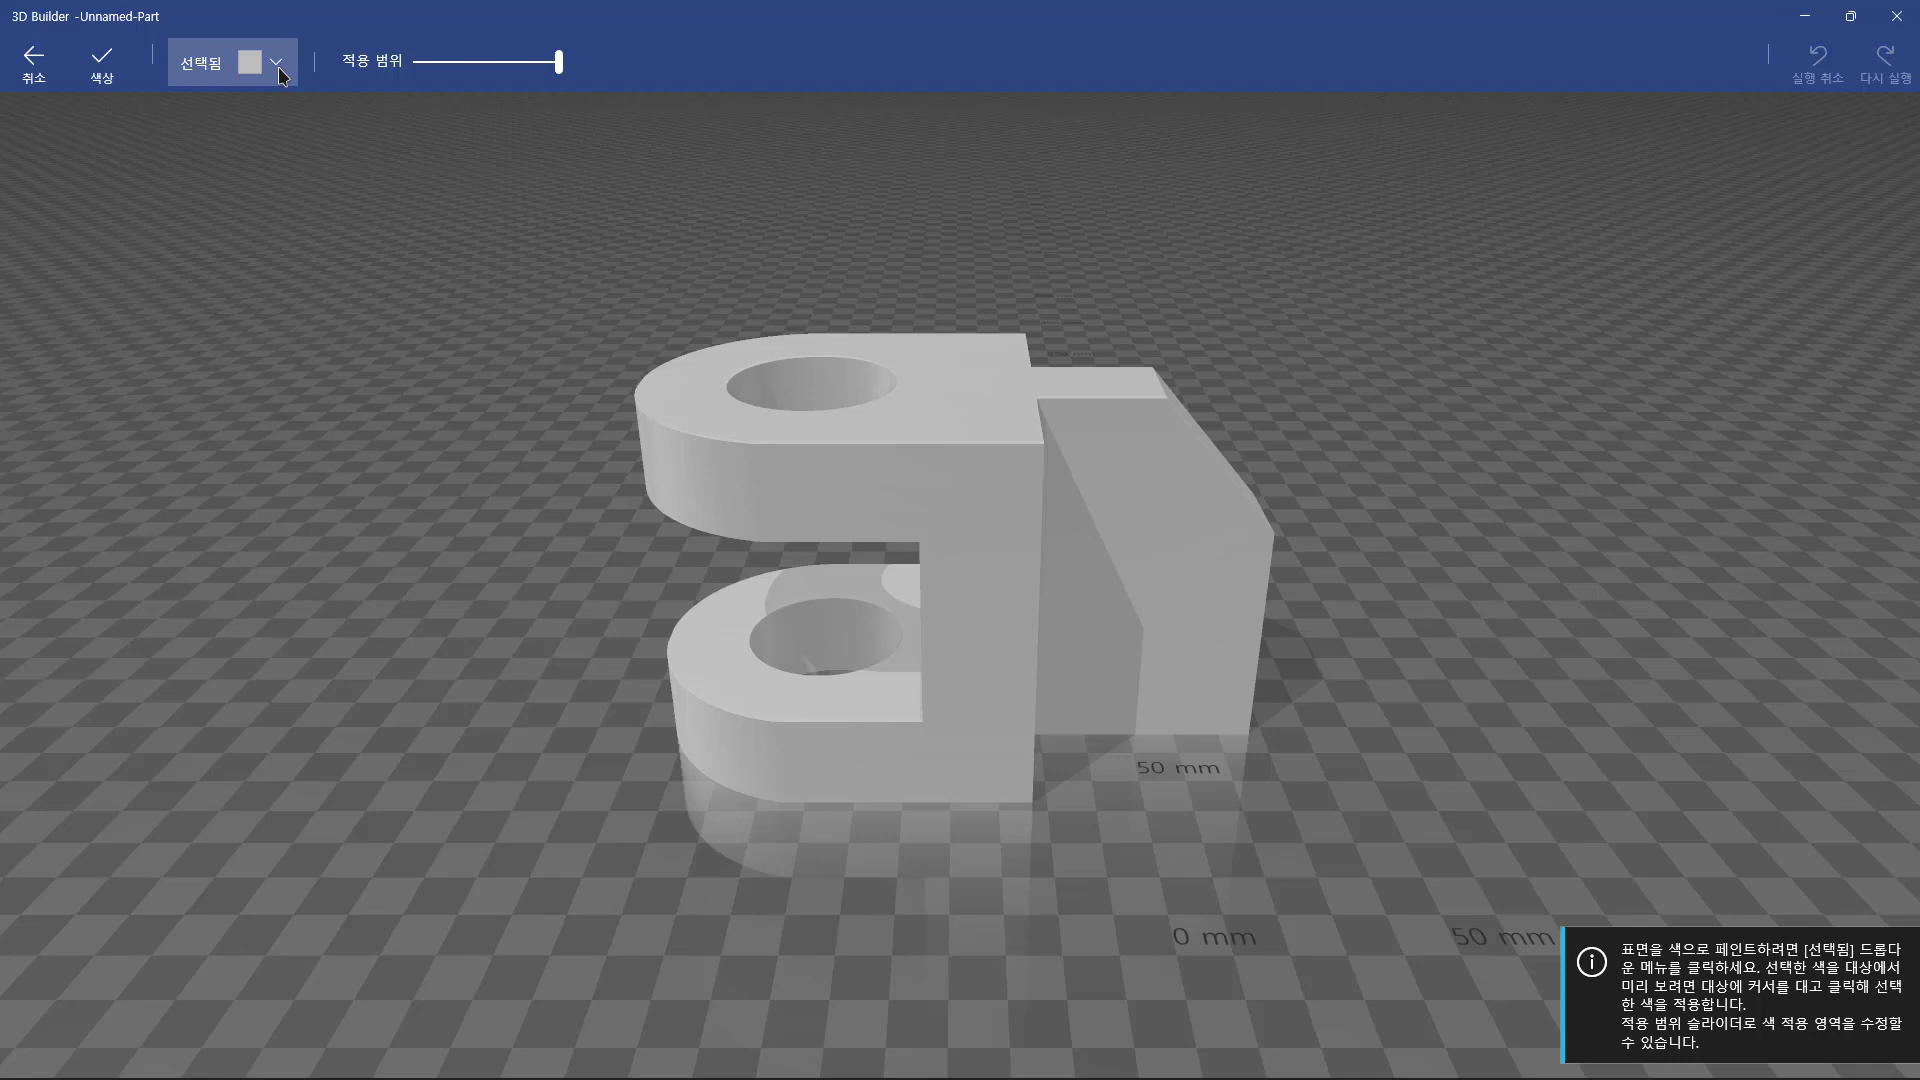 3D Builder -Unnamed-Part
취소
색상
선택됨
적용 범위
실행 취소
다시 실행
50 mm
0 mm
50 mm
표면을 색으로 페인트하려면 [선택됨] 드롭다
운 메뉴를 클릭하세요. 선택한 색을 대상에서
미리 보려면 대상에 커서를 대고 클릭해 선택
한 색을 적용합니다.
적용 범위 슬라이더로 색 적용 영역을 수정할
수 있습니다.